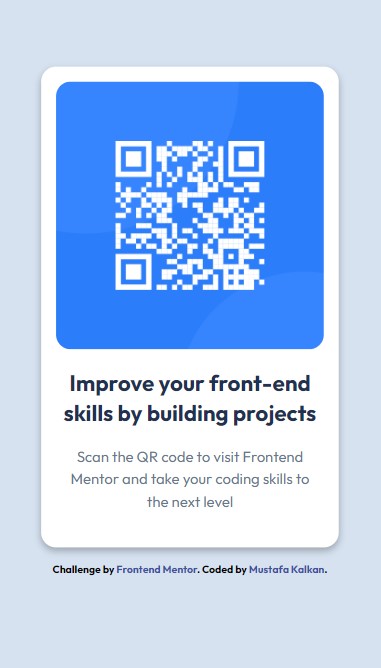 Improve your front-end
skills by building projects
Scan the QR code to visit Frontend
Mentor and take your coding skills to
the next level
Challenge by Frontend Mentor. Coded by Mustafa Kalkan.